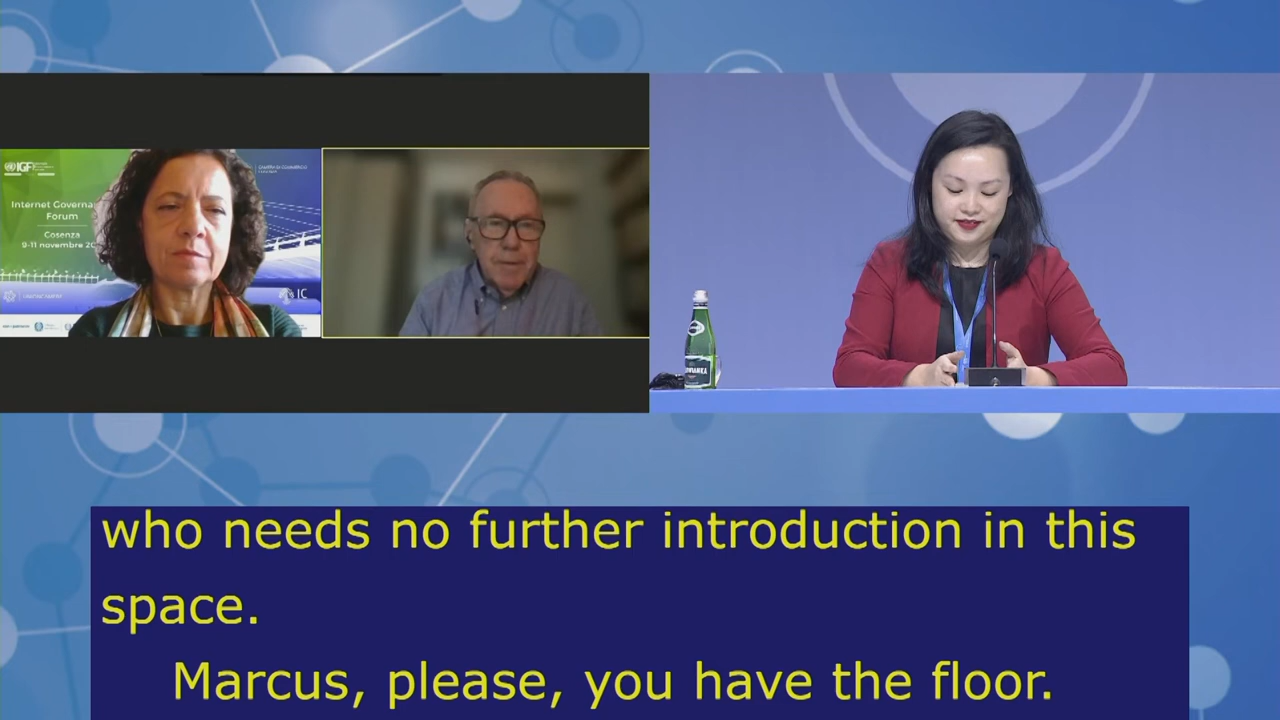 IGF
Internet Governa
Forum
Cosenza
9-11 novembre 20
IC
who needs no further introduction in this
space.
Marcus, please, you have the floor.